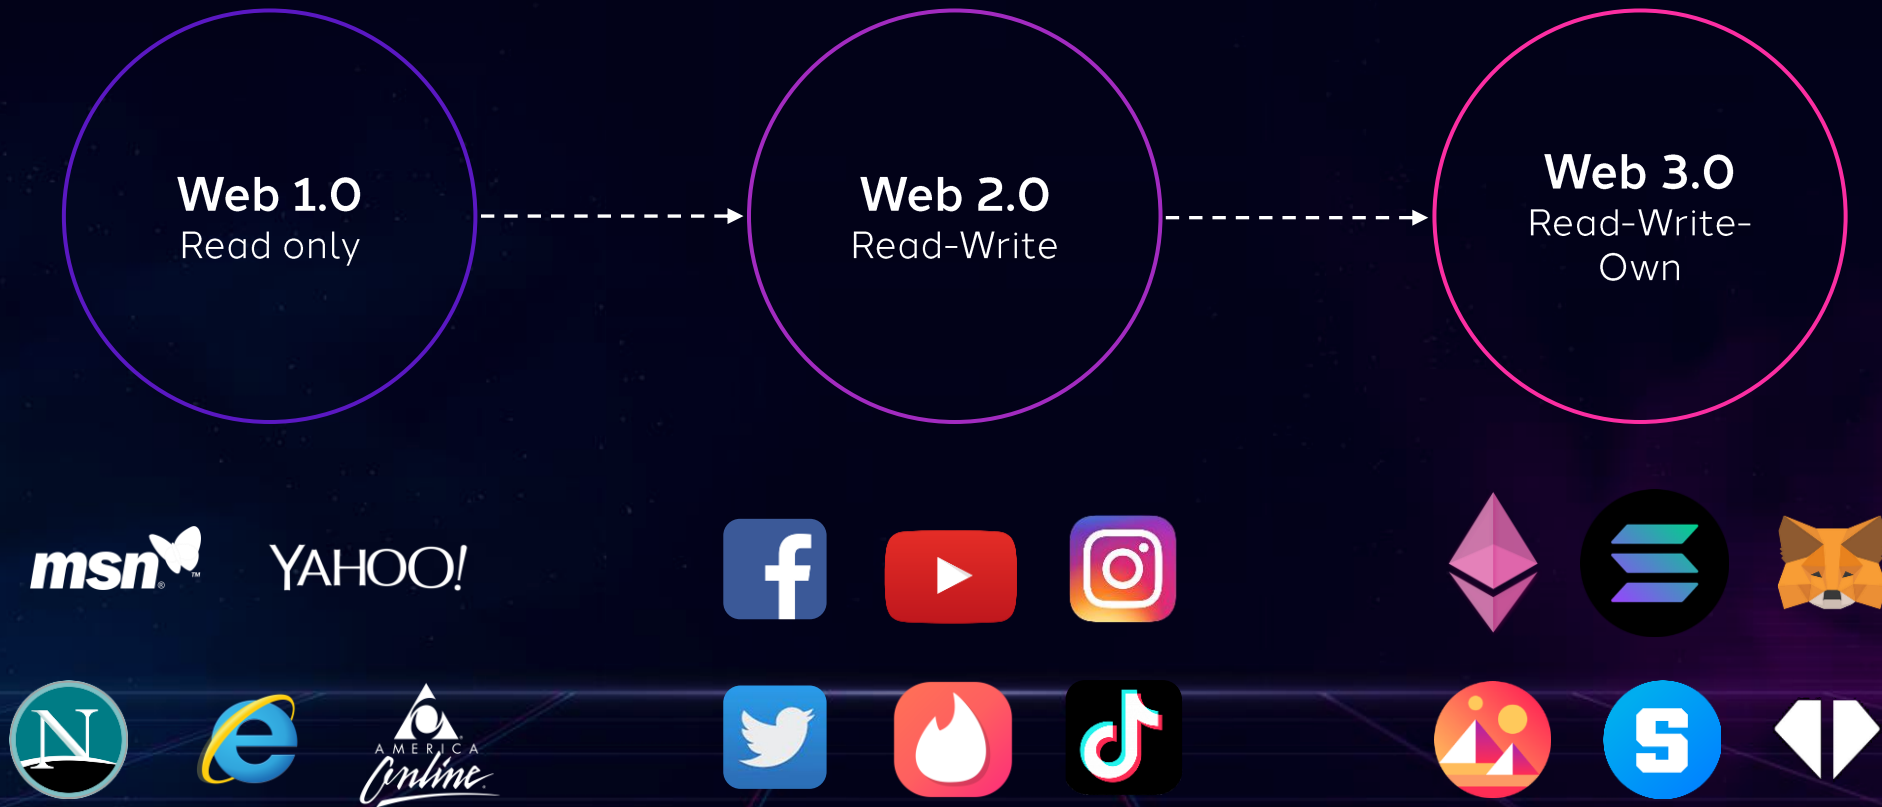 Web 1.0
Read only
Web 2.0
Read-Write
Web 3.0
Read-Write-
Own
msn® ™
YAHOO!
N
e
AMERICA
Online
f
S